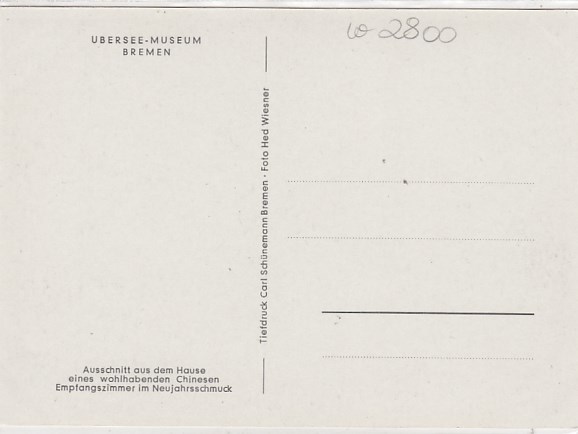 UBERSEE-MUSEUM
BREMEN
w 2800
Tiefdruck Carl Schünemann Bremen · Foto Hed Wiesner
Ausschnitt aus dem Hause
eines wohlhabenden Chinesen
Empfangszimmer im Neujahrsschmuck